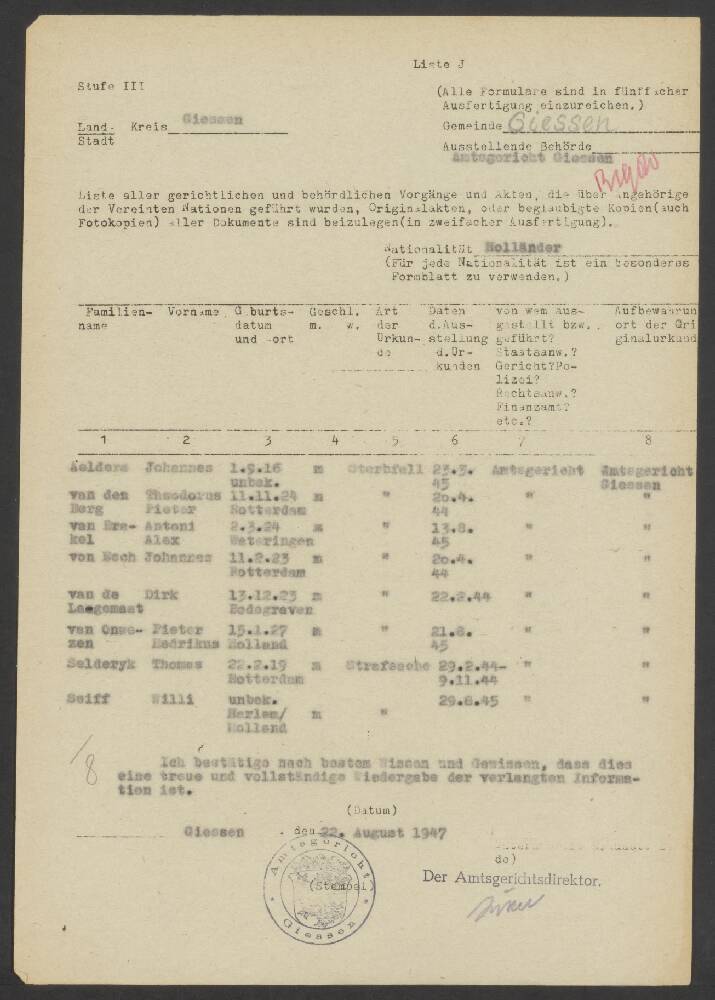 Liste J
Stufe III
(Alle Formulare sind in fünffacher
Ausfertigung einzureichen.)
Land- Kreis Giessen
Stadt
Gemeinde Giessen
Ausstellende Behörde
Amtsgericht Giessen
Liste aller gerichtlichen und behördlichen Vorgänge und Akten, die über Angehörige
der Vereinten Nationen geführt wurden, Originalakten, oder beglaubigte Kopien(auch
Fotokopien) aller Dokumente sind beizulegen(in zweifacher Ausfertigung).
Nationalität Holländer
(Für jede Nationalität ist ein besonderes
Formblatt zu verwenden.)
Familien- Vorname Geburts- Geschl. Art Daten von wem aus- Aufbewahrun
name datum m. w. der d.Aus- gestellt bzw. ort der Ori
und -ort Urkun- stellung geführt? ginalurkund
de d.Ur- Staatsanw.?
kunden Gericht?Po-
lizei?
Rechtsanw.?
Finanzamt?
etc.?
1 2 3 4 5 6 7 8
Aelders Johannes 1.9.16 m Sterbfall 23.3. Amtsgericht Amtsgericht
unbek. 45 Giessen
van den Theodorus 11.11.24 m " 20.4. " "
Berg Pieter Rotterdam 44
van Ers- Antoni 2.3.24 m " 13.8. " "
kel Alex Wateringen 45
von Esch Johannes 11.2.23 m " 20.4. " "
Rotterdam 44
van de Dirk 13.12.23 m " 22.2.44 " "
Laegemaat Bodegraven
van Onwe- Pieter 15.1.27 m " 21.8. " "
zen Hedrikus Holland 45
Selderyk Thomas 22.2.19 m Strafsache 29.2.44- " "
Rotterdam 9.11.44
Seiff Willi unbek. 29.8.45 " "
Harlem/ m "
Holland
8
Ich bestätige nach bestem Wissen und Gewissen, dass dies
eine treue und vollständige Wiedergabe der verlangten Informa-
tion ist.
(Datum)
Giessen . den 22. August 1947
de)
Amtsgericht
(Stempel)
Giessen
Der Amtsgerichtsdirektor.